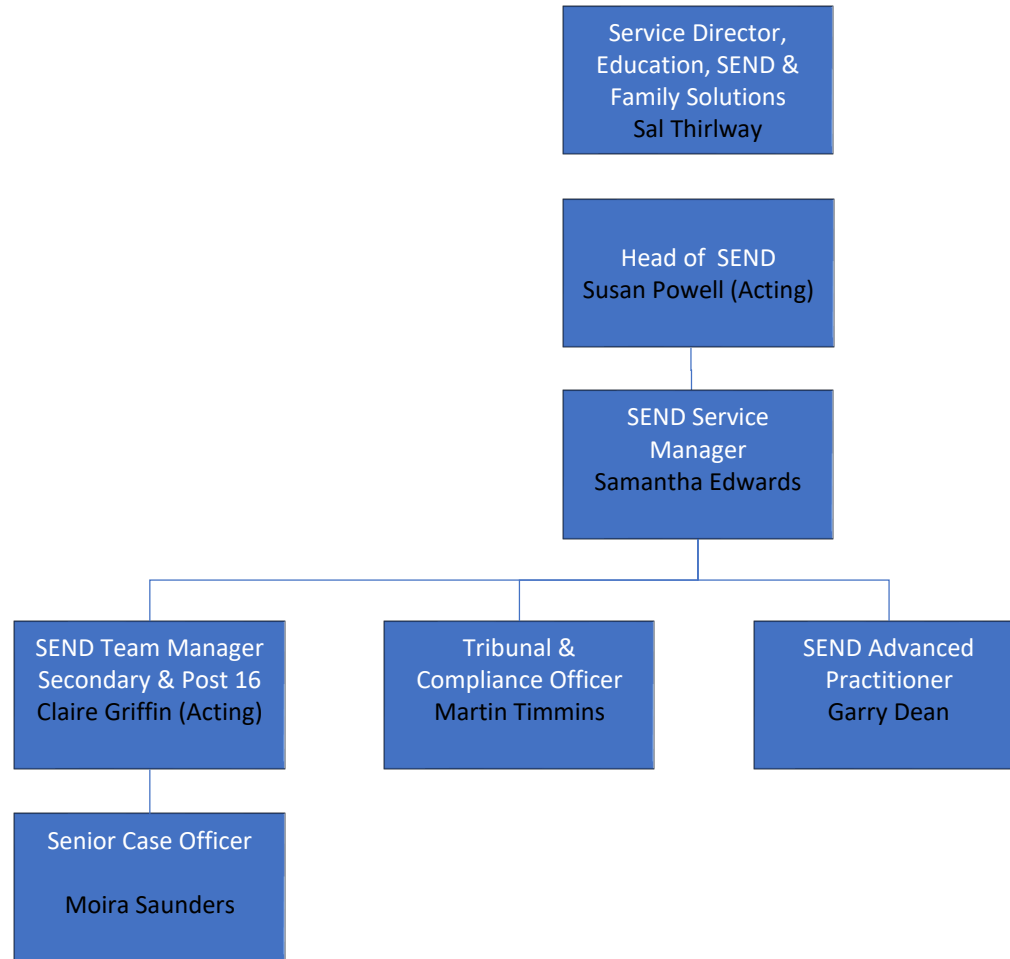 Service Director,
Education, SEND &
Family Solutions
Sal Thirlway
Head of  SEND
Susan Powell (Acting)
SEND Service
Manager
Samantha Edwards
SEND Team Manager
Secondary & Post 16
Claire Griffin (Acting)
Tribunal &
Compliance Officer
Martin Timmins
SEND Advanced
Practitioner
Garry Dean
Senior Case Officer
Moira Saunders